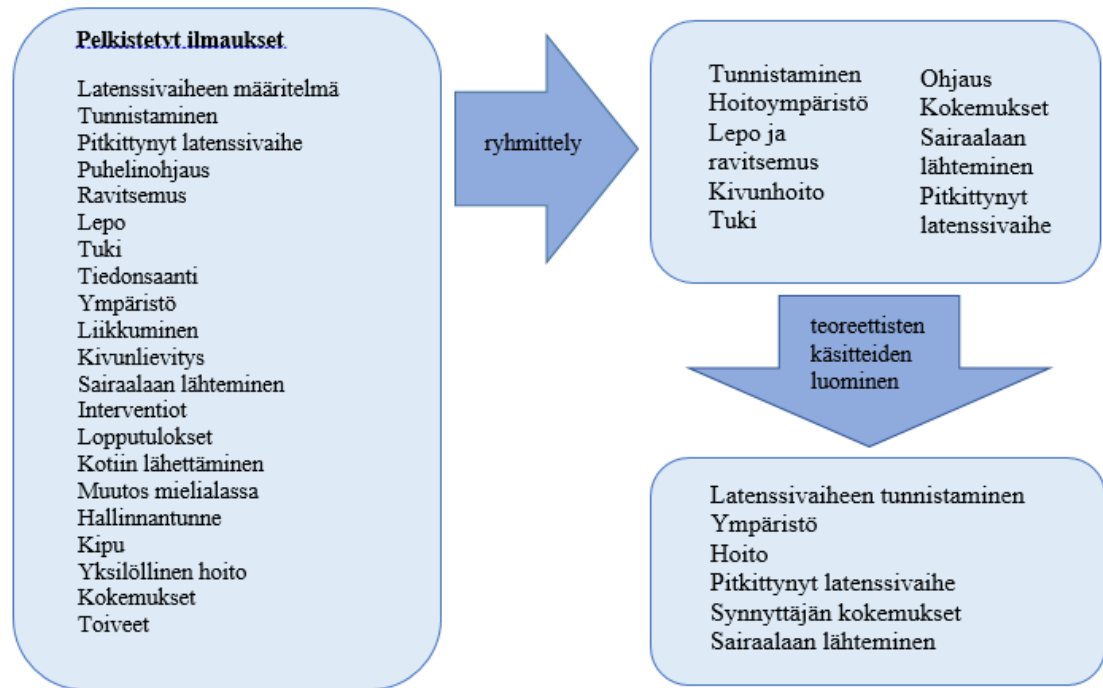 Pelkistetyt ilmaukset
Latenssivaiheen määritelmä
Tunnistaminen
Pitkittynyt latenssivaihe
Puhelinohjaus
Ravitsemus
Lepo
Tuki
Tiedonsaanti
Ympäristö
Liikkuminen
Kivunlievitys
Sairaalaan lähteminen
Interventiot
Lopputulokset
Kotiin lähettäminen
Muutos mielialassa
Hallinnantunne
Kipu
Yksilöllinen hoito
Kokemukset
Toiveet
ryhmittely
Tunnistaminen
Hoitoympäristö
Lepo ja
ravitsemus
Kivunhoito
Tuki
Ohjaus
Kokemukset
Sairaalaan
lähteminen
Pitkittynyt
latenssivaihe
teoreettisten
käsitteiden
luominen
Latenssivaiheen tunnistaminen
Ympäristö
Hoito
Pitkittynyt latenssivaihe
Synnyttäjän kokemukset
Sairaalaan lähteminen